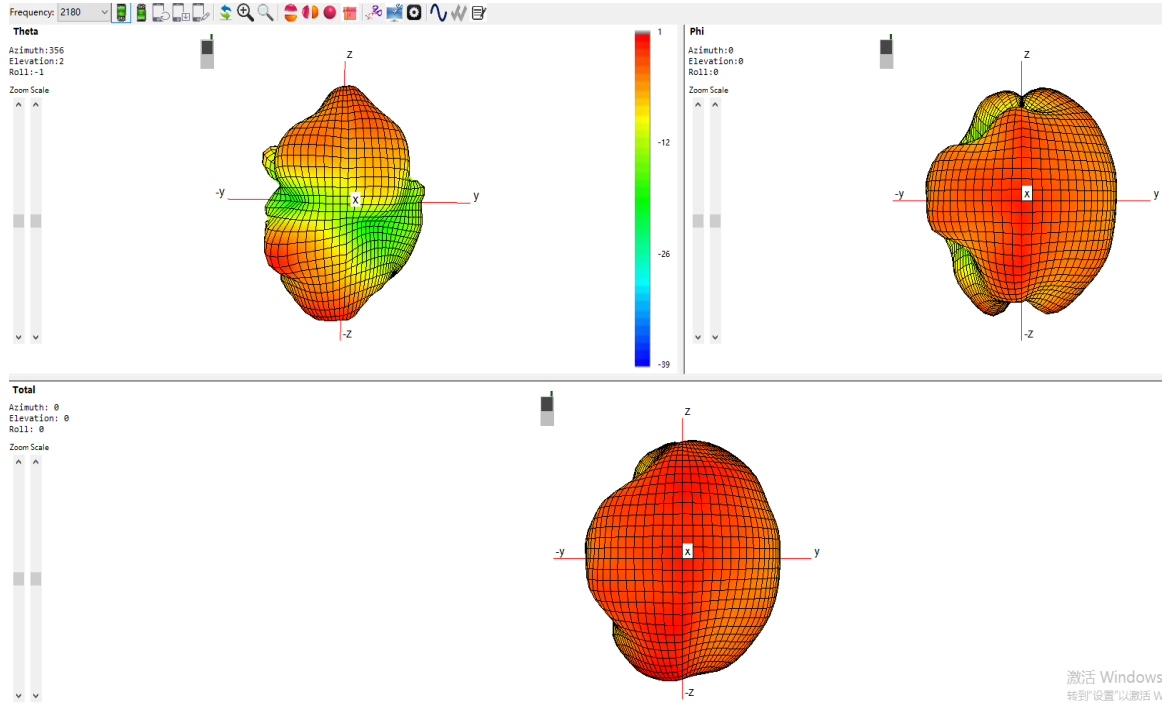 Frequency: 2180
Theta
Azimuth:356
Elevation:2
Roll:-1
Zoom Scale
Z
-y
X
y
-Z
1
-12
-26
-39
Phi
Azimuth:0
Elevation:0
Roll:0
Zoom Scale
Z
-y
X
y
-Z
Total
Azimuth: 0
Elevation: 0
Roll: 0
Zoom Scale
Z
-y
X
y
-Z
激活 Windows
转到"设置"以激活 W